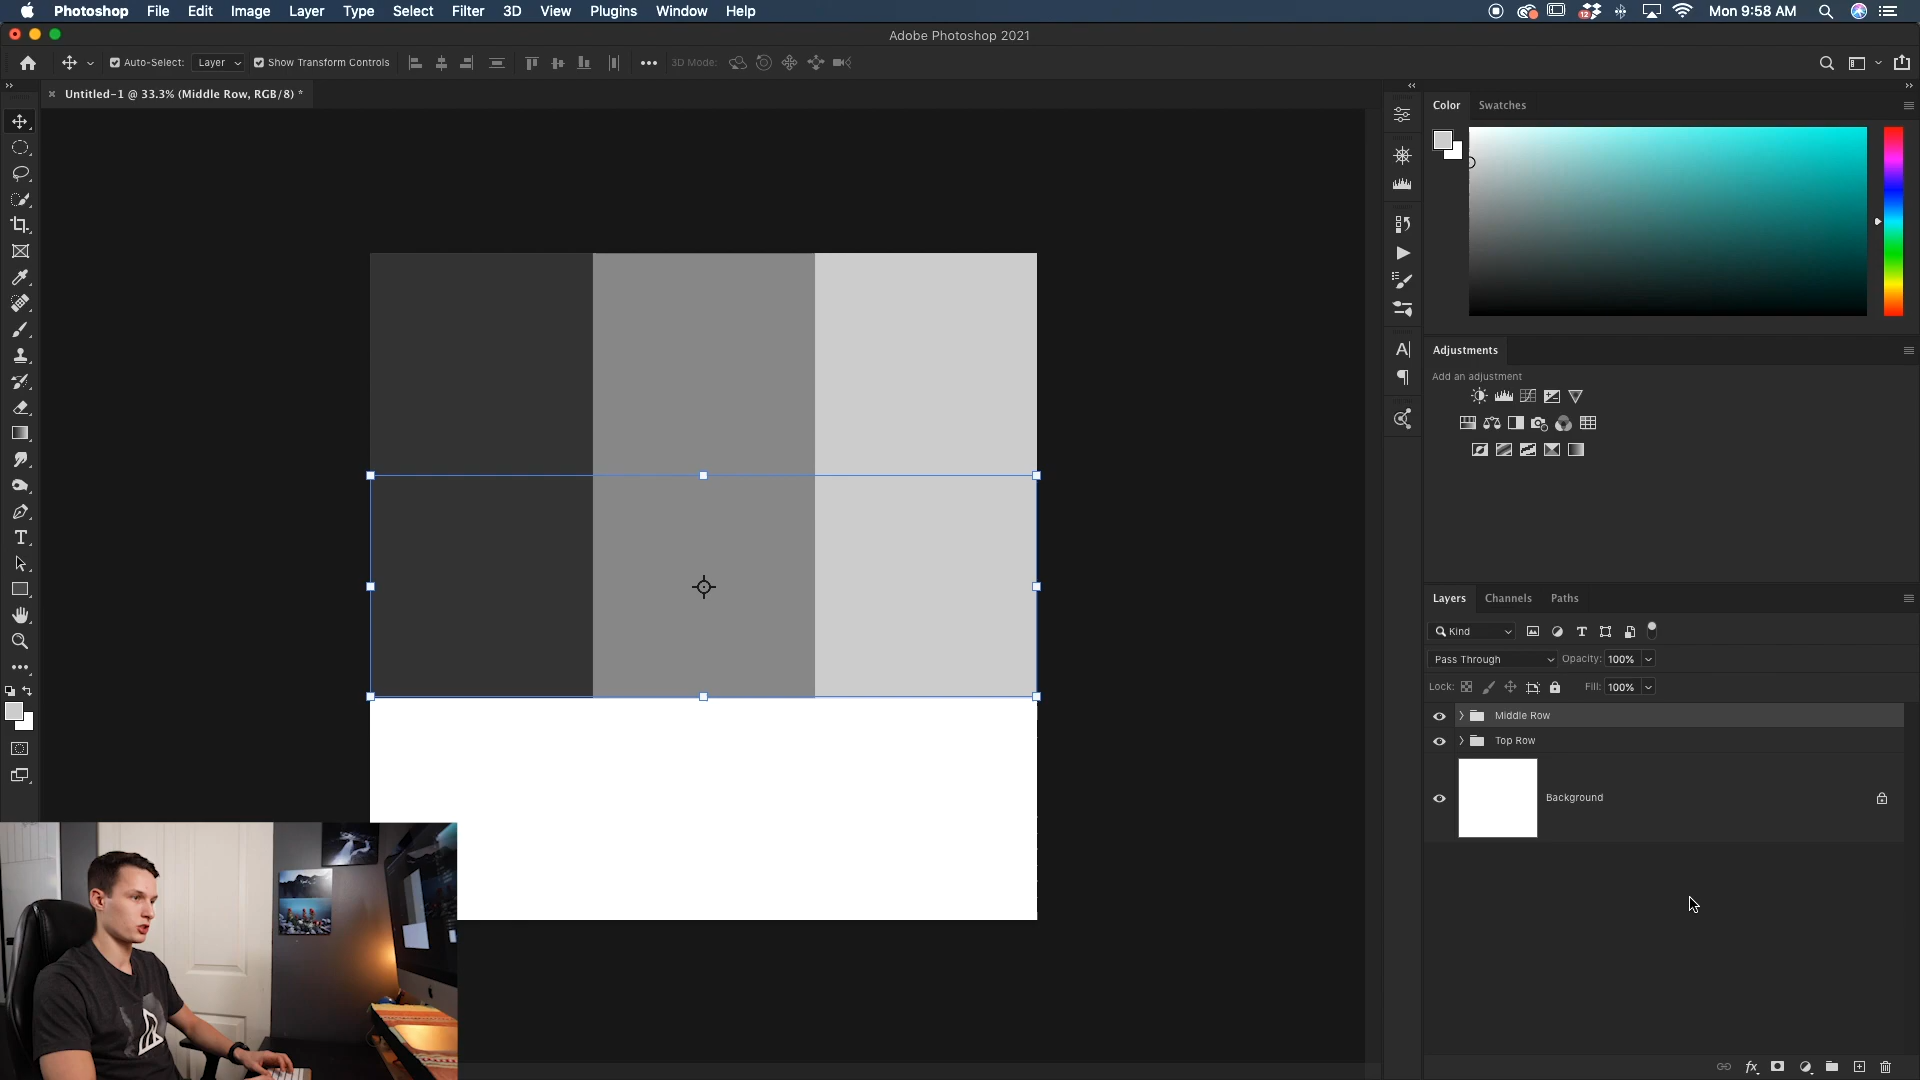 Photoshop File Edit Image Layer Type Select Filter 3D View Plugins Window Help 12 Mon 9:58 AM
Adobe Photoshop 2021
Auto-Select: Layer Show Transform Controls 3D Mode:
Untitled-1 @ 33.3% (Middle Row, RGB/8) *
Color Swatches
Adjustments
Add an adjustment
Layers Channels Paths
Kind
Pass Through Opacity: 100%
Lock: Fill: 100%
Middle Row
Top Row
Background